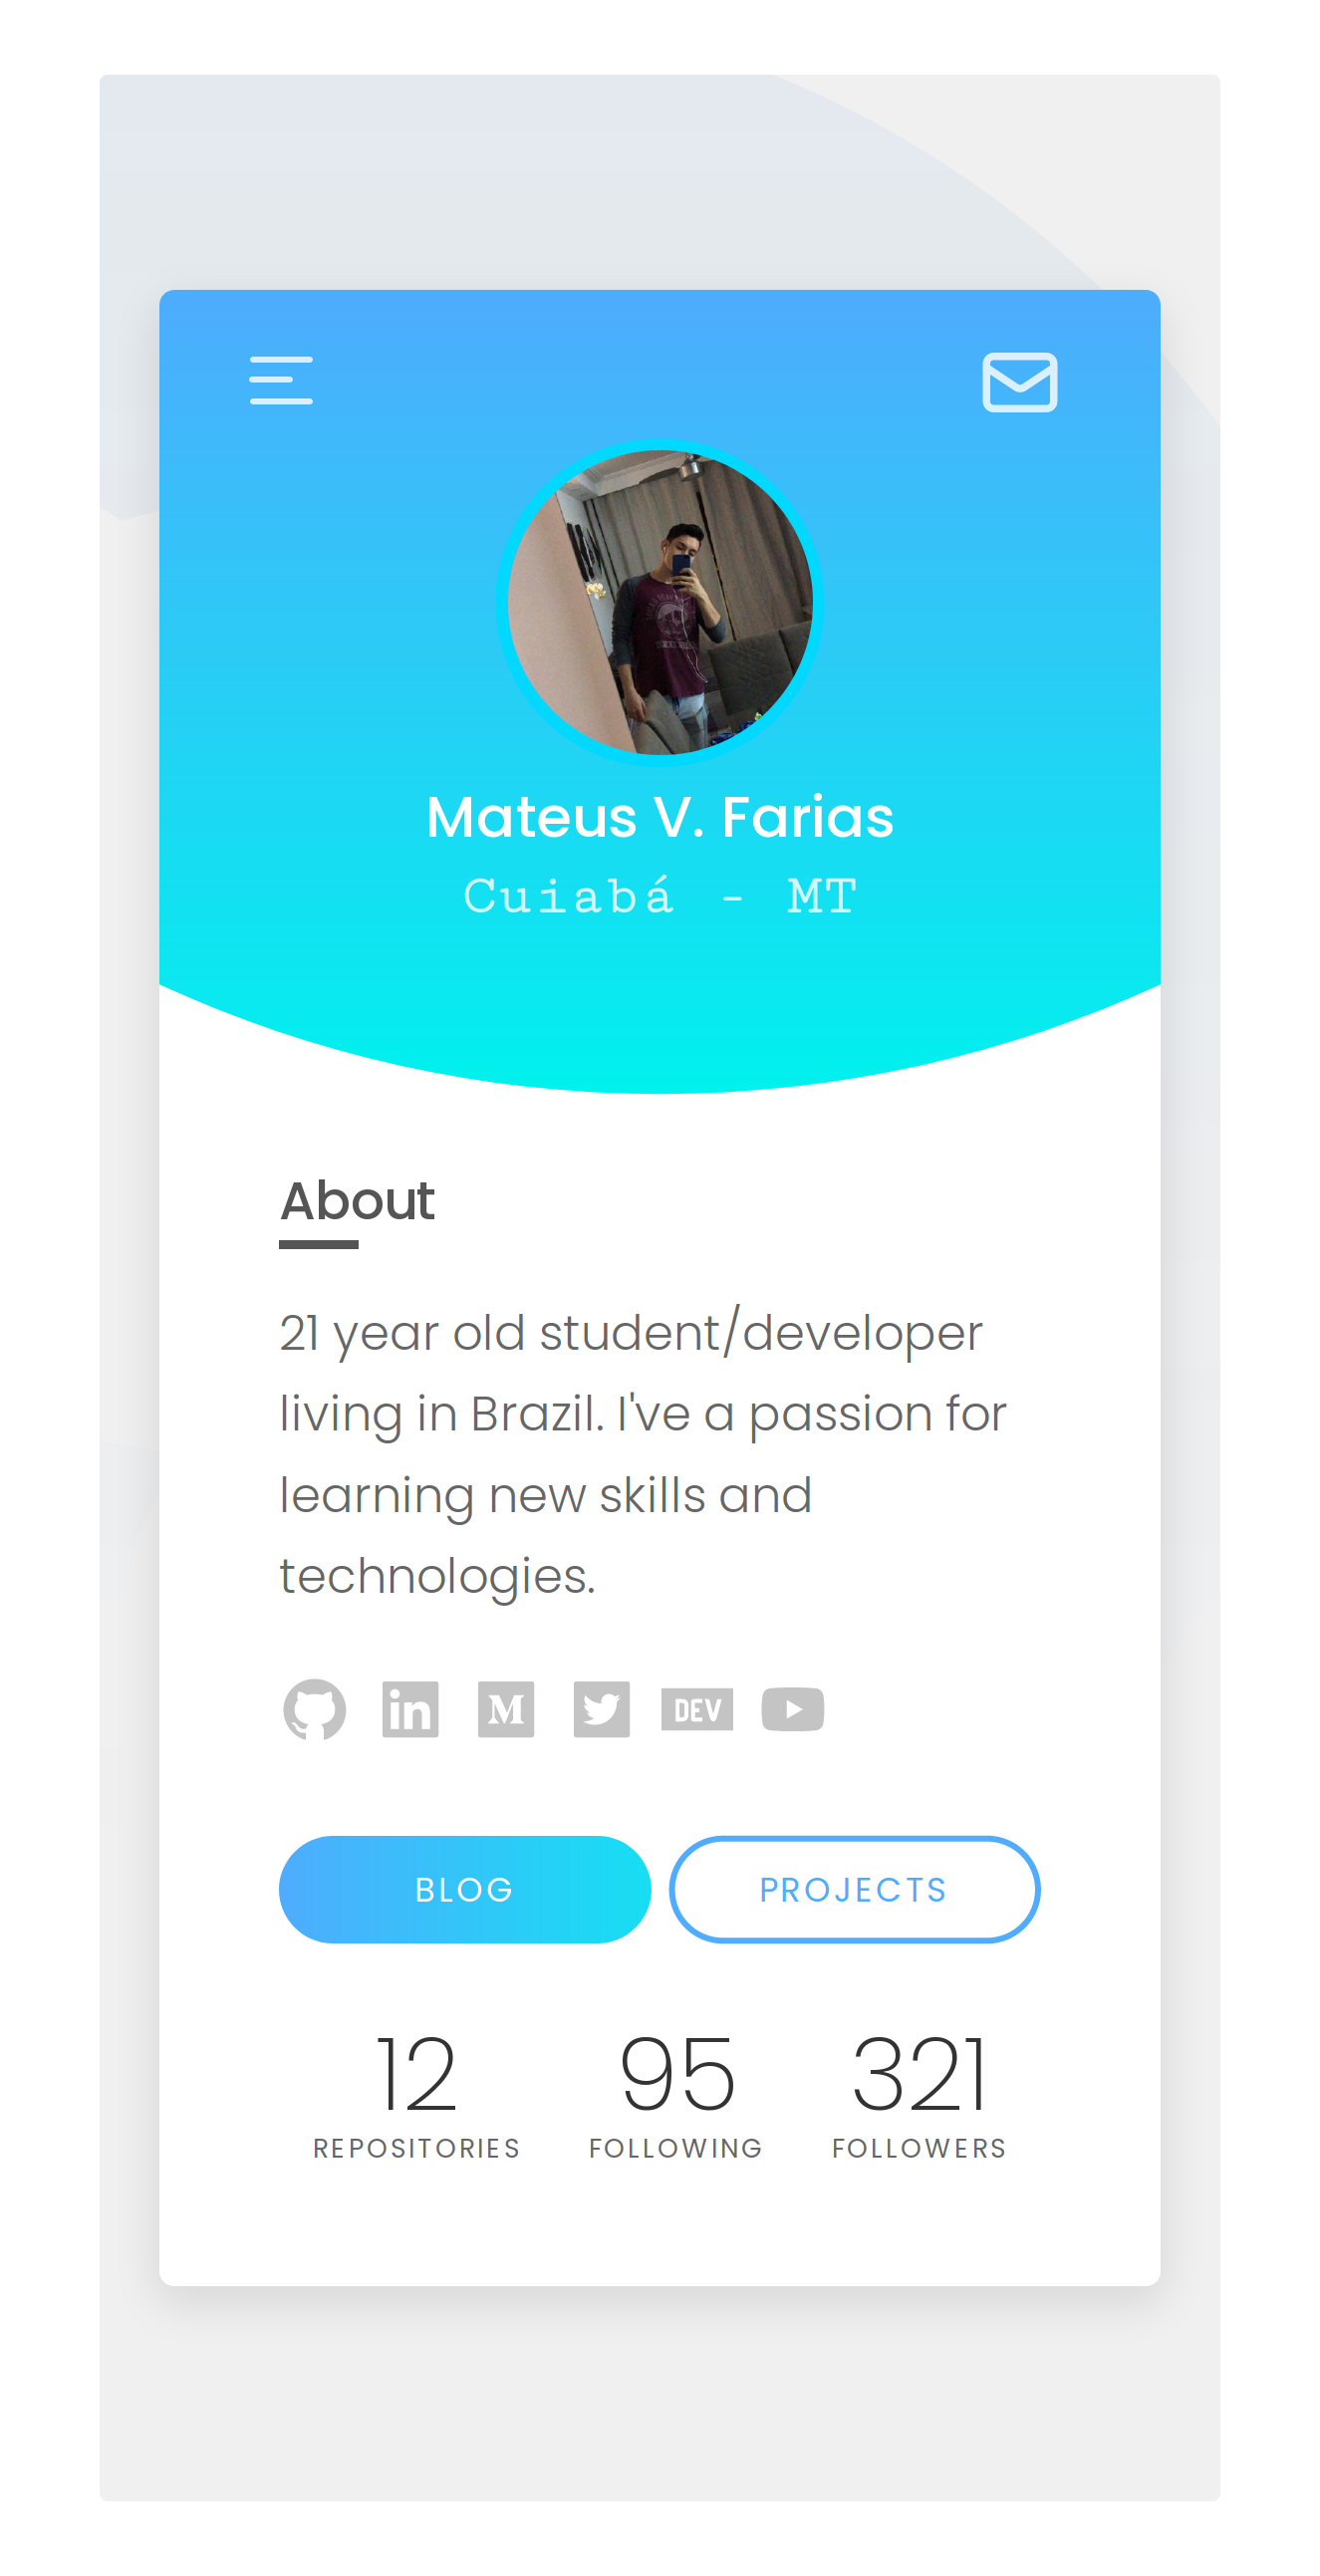 Mateus V. Farias
Cuiabá - MT
About
21 year old student/developer
living in Brazil. I've a passion for
learning new skills and
technologies.
in M DEV
BLOG PROJECTS
12 95 321
REPOSITORIES FOLLOWING FOLLOWERS